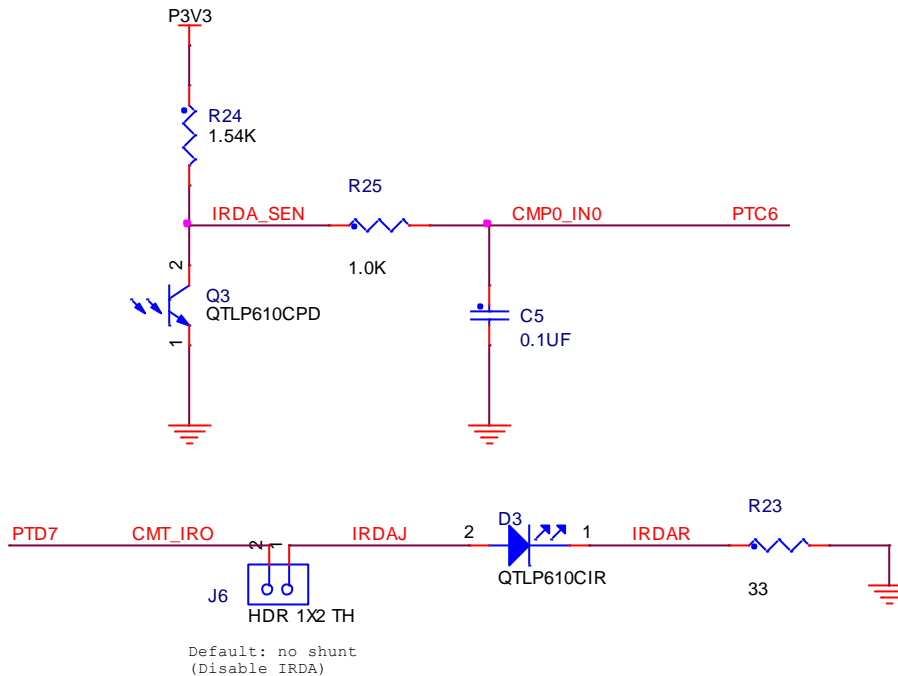 P3V3
R24
1.54K
R25
IRDA_SEN
CMP0_IN0
PTC6
1.0K
2
Q3
QTLP610CPD
1
C5
0.1UF
R23
PTD7
CMT_IRO
2
1
IRDAJ
2
D3
1
IRDAR
QTLP610CIR
33
J6
HDR 1X2 TH
Default: no shunt
(Disable IRDA)